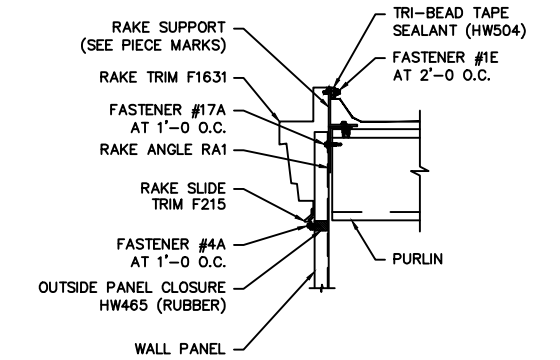 RAKE SUPPORT
(SEE PIECE MARKS)
RAKE TRIM F1631
FASTENER #17A
AT 1'-0 O.C.
RAKE ANGLE RA1
RAKE SLIDE
TRIM F215
FASTENER #4A
AT 1'-0 O.C.
OUTSIDE PANEL CLOSURE
HW465 (RUBBER)
WALL PANEL
TRI-BEAD TAPE
SEALANT (HW504)
FASTENER #1E
AT 2'-0 O.C.
PURLIN